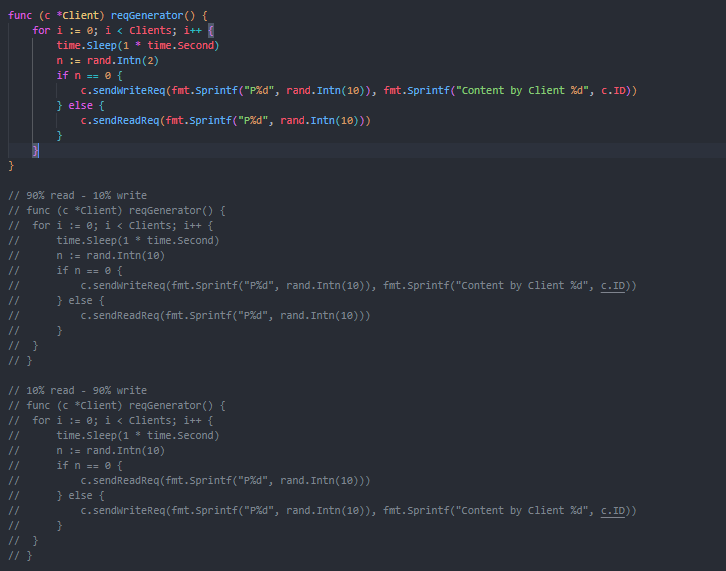 func (c *Client) reqGenerator() {
    for i := 0; i < Clients; i++ {
        time.Sleep(1 * time.Second)
        n := rand.Intn(2)
        if n == 0 {
            c.sendWriteReq(fmt.Sprintf("P%d", rand.Intn(10)), fmt.Sprintf("Content by Client %d", c.ID))
        } else {
            c.sendReadReq(fmt.Sprintf("P%d", rand.Intn(10)))
        }
    }
}

// 90% read - 10% write
// func (c *Client) reqGenerator() {
//  for i := 0; i < Clients; i++ {
//      time.Sleep(1 * time.Second)
//      n := rand.Intn(10)
//      if n == 0 {
//          c.sendWriteReq(fmt.Sprintf("P%d", rand.Intn(10)), fmt.Sprintf("Content by Client %d", c.ID))
//      } else {
//          c.sendReadReq(fmt.Sprintf("P%d", rand.Intn(10)))
//      }
//  }
// }

// 10% read - 90% write
// func (c *Client) reqGenerator() {
//  for i := 0; i < Clients; i++ {
//      time.Sleep(1 * time.Second)
//      n := rand.Intn(10)
//      if n == 0 {
//          c.sendReadReq(fmt.Sprintf("P%d", rand.Intn(10)))
//      } else {
//          c.sendWriteReq(fmt.Sprintf("P%d", rand.Intn(10)), fmt.Sprintf("Content by Client %d", c.ID))
//      }
//  }
// }